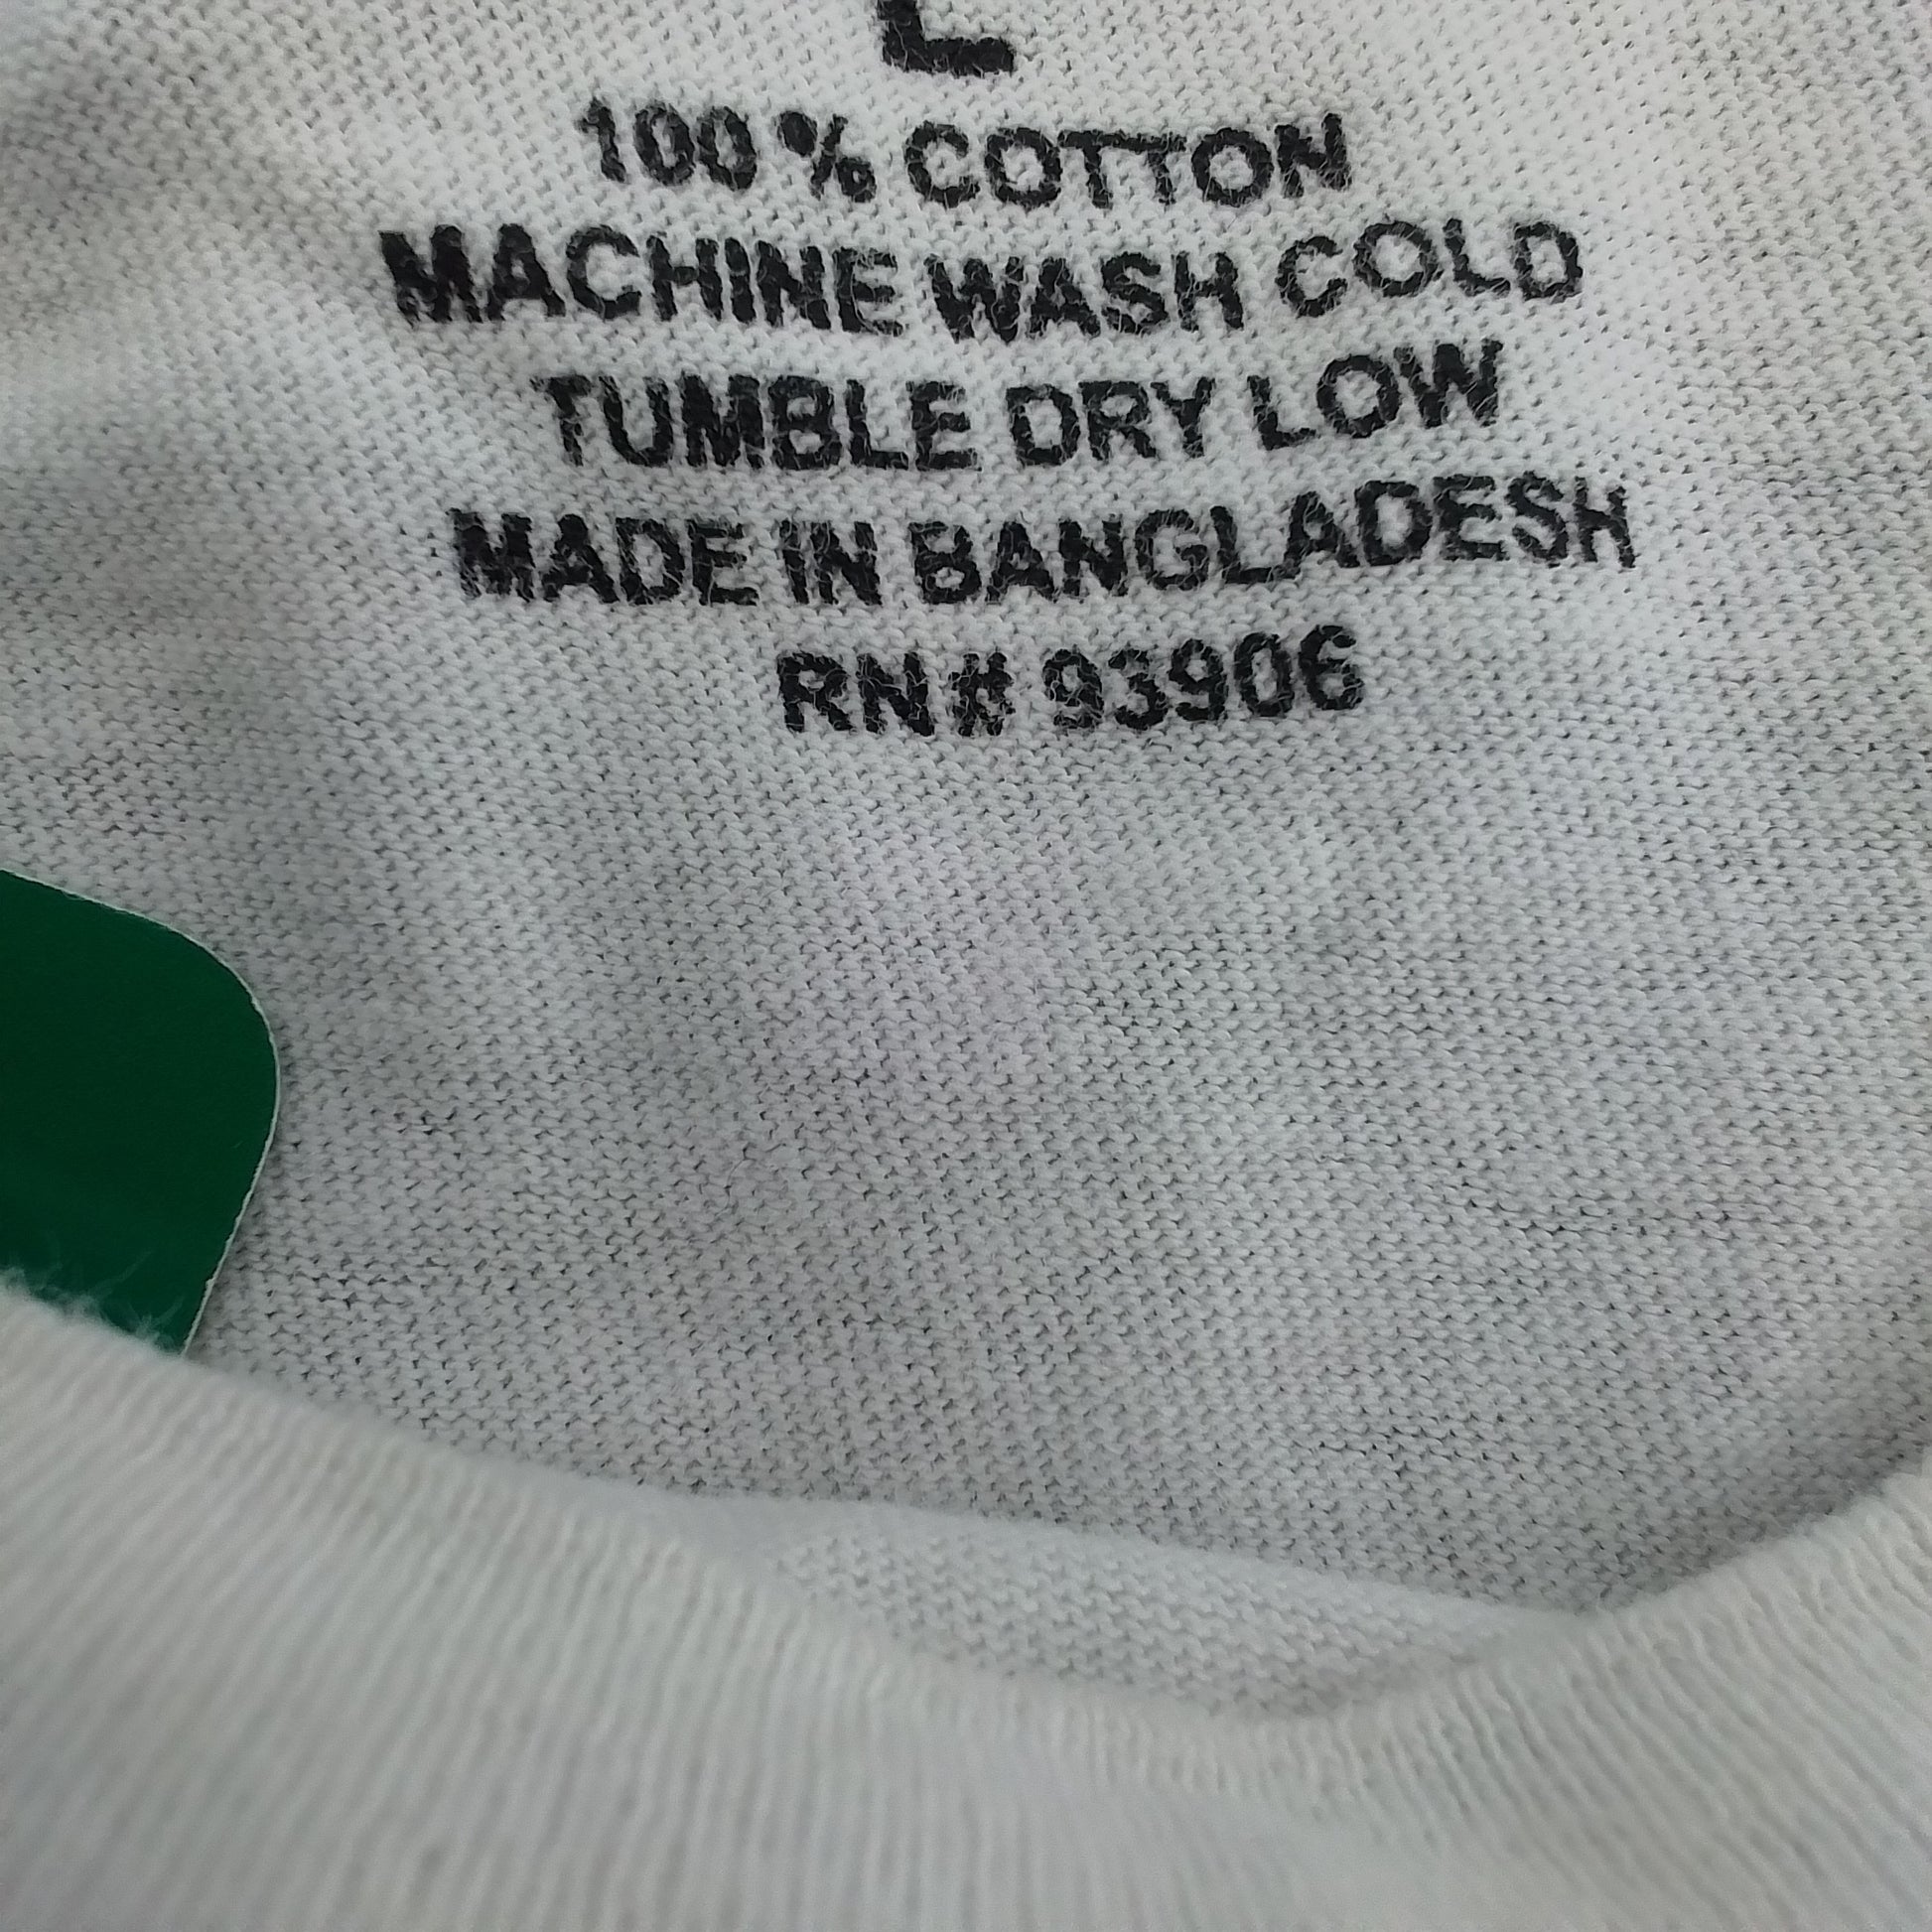 L
100% COTTON
MACHINE WASH COLD
TUMBLE DRY LOW
MADE IN BANGLADESH
RN# 93906